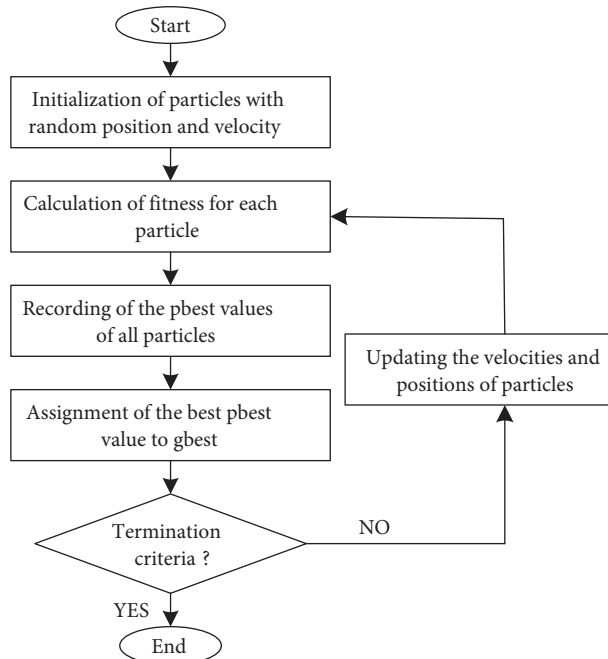 Start
Initialization of particles with
random position and velocity
Calculation of fitness for each
particle
Recording of the pbest values
of all particles
Updating the velocities and
positions of particles
Assignment of the best pbest
value to gbest
Termination
criteria ?
NO
YES
End